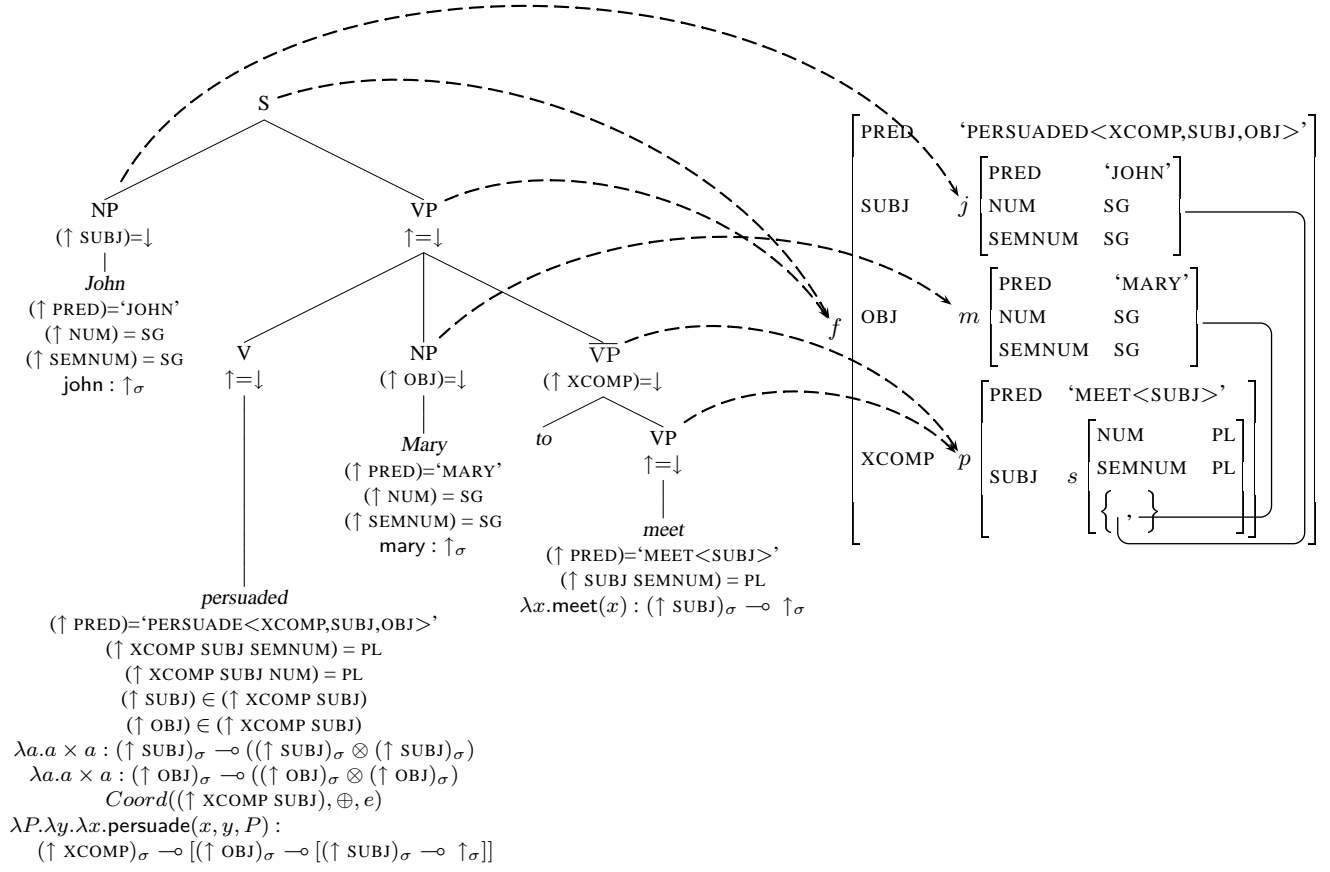 S
NP
(↑ SUBJ)=↓
John
(↑ PRED)=‘JOHN’
(↑ NUM) = SG
(↑ SEMNUM) = SG
john : ↑σ
VP
↑=↓
V
↑=↓
persuaded
(↑ PRED)=‘PERSUADE<XCOMP,SUBJ,OBJ>’
(↑ XCOMP SUBJ SEMNUM) = PL
(↑ XCOMP SUBJ NUM) = PL
(↑ SUBJ) ∈ (↑ XCOMP SUBJ)
(↑ OBJ) ∈ (↑ XCOMP SUBJ)
λa.a × a : (↑ SUBJ)σ ⊸ ((↑ SUBJ)σ ⊗ (↑ SUBJ)σ)
λa.a × a : (↑ OBJ)σ ⊸ ((↑ OBJ)σ ⊗ (↑ OBJ)σ)
Coord((↑ XCOMP SUBJ), ⊕, e)
λP.λy.λx.persuade(x, y, P) :
(↑ XCOMP)σ ⊸ [(↑ OBJ)σ ⊸ [(↑ SUBJ)σ ⊸ ↑σ]]
NP
(↑ OBJ)=↓
Mary
(↑ PRED)=‘MARY’
(↑ NUM) = SG
(↑ SEMNUM) = SG
mary : ↑σ
V̅P̅
(↑ XCOMP)=↓
to
VP
↑=↓
meet
(↑ PRED)=‘MEET<SUBJ>’
(↑ SUBJ SEMNUM) = PL
λx.meet(x) : (↑ SUBJ)σ ⊸ ↑σ
f
PRED ‘PERSUADED<XCOMP,SUBJ,OBJ>’
SUBJ j
PRED ‘JOHN’
NUM SG
SEMNUM SG
OBJ m
PRED ‘MARY’
NUM SG
SEMNUM SG
XCOMP p
PRED ‘MEET<SUBJ>’
SUBJ s
NUM PL
SEMNUM PL
{ , }